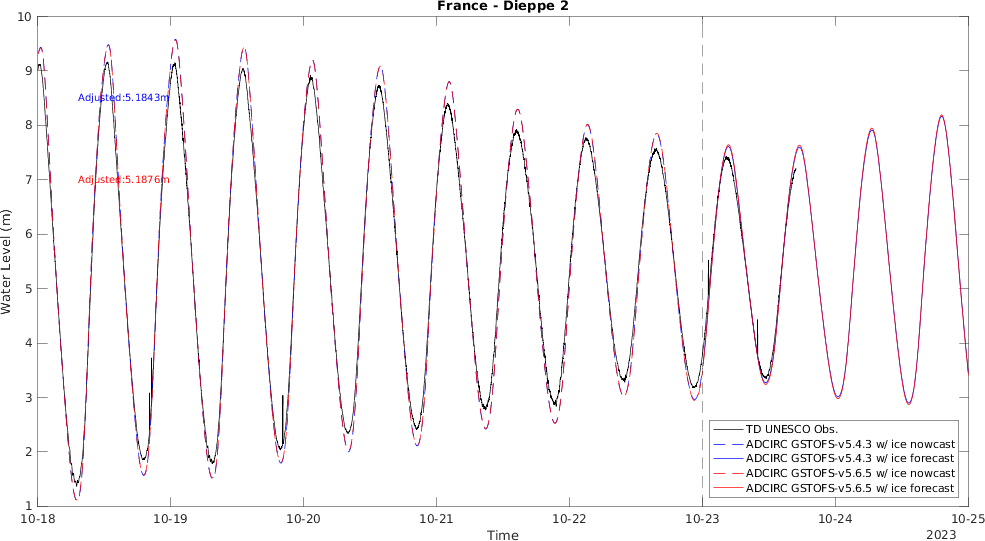 France - Dieppe 2
10
9
8
7
6
5
4
3
2
1
Water Level (m)
Adjusted:5.1843m
Adjusted:5.1876m
TD UNESCO Obs.
ADCIRC GSTOFS-v5.4.3 w/ ice nowcast
ADCIRC GSTOFS-v5.4.3 w/ ice forecast
ADCIRC GSTOFS-v5.6.5 w/ ice nowcast
ADCIRC GSTOFS-v5.6.5 w/ ice forecast
10-18 10-19 10-20 10-21 10-22 10-23 10-24 10-25
Time
2023